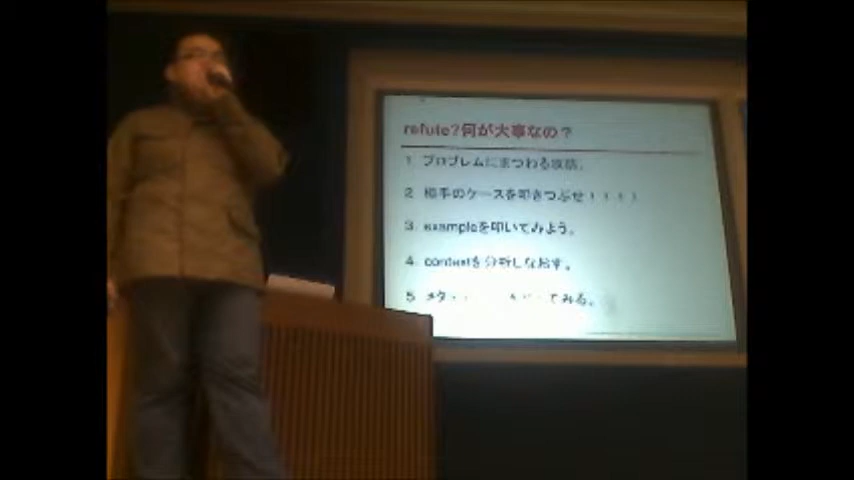 refute?何が大事なの？
1 プロブレムにまつわる攻防。
2 相手のケースを叩きつぶせ！！！！
3. exampleを叩いてみよう。
4. contextを分析しなおす。
5 メタ てみる。